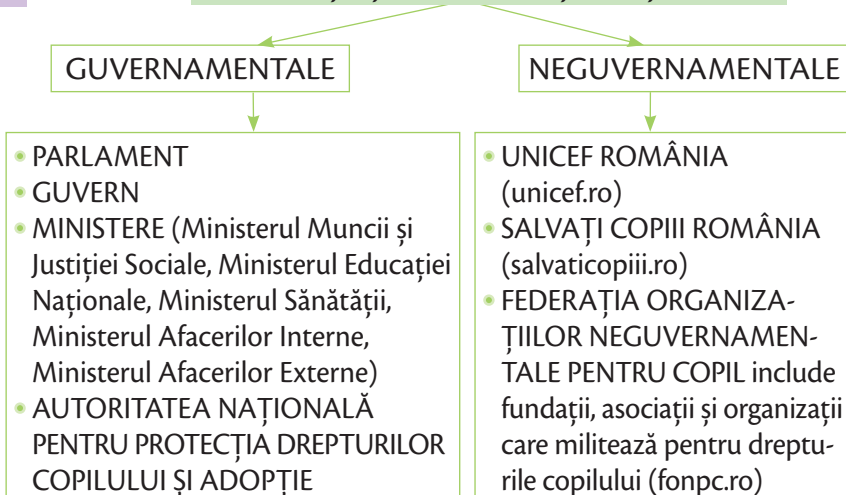 GUVERNAMENTALE
• PARLAMENT
• GUVERN
• MINISTERE (Ministerul Muncii și
Justiției Sociale, Ministerul Educației
Naționale, Ministerul Sănătății,
Ministerul Afacerilor Interne,
Ministerul Afacerilor Externe)
• AUTORITATEA NAȚIONALĂ
PENTRU PROTECȚIA DREPTURILOR
COPILULUI ȘI ADOPȚIE
NEGUVERNAMENTALE
• UNICEF ROMÂNIA
(unicef.ro)
• SALVAȚI COPIII ROMÂNIA
(salvaticopiii.ro)
• FEDERAȚIA ORGANIZA-
ȚIILOR NEGUVERNAMEN-
TALE PENTRU COPIL include
fundații, asociații și organizații
care militează pentru dreptu-
rile copilului (fonpc.ro)